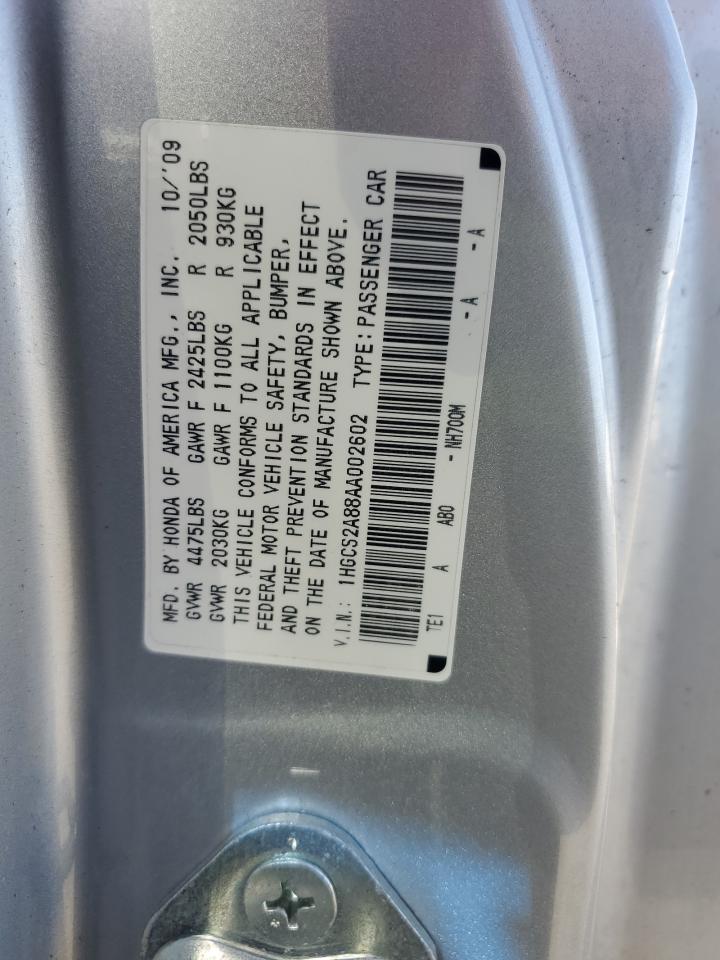 MFD. BY HONDA OF AMERICA MFG., INC. 10/'09
GVWR 4475LBS GAWR F 2425LBS R 2050LBS
GVWR 2030KG GAWR F 1100KG R 930KG
THIS VEHICLE CONFORMS TO ALL APPLICABLE
FEDERAL MOTOR VEHICLE SAFETY, BUMPER,
AND THEFT PREVENTION STANDARDS IN EFFECT
ON THE DATE OF MANUFACTURE SHOWN ABOVE.
V.I.N.: 1HGCS2A88AA002602 TYPE:PASSENGER CAR
TE1 A AB0 - NH700M - A - A